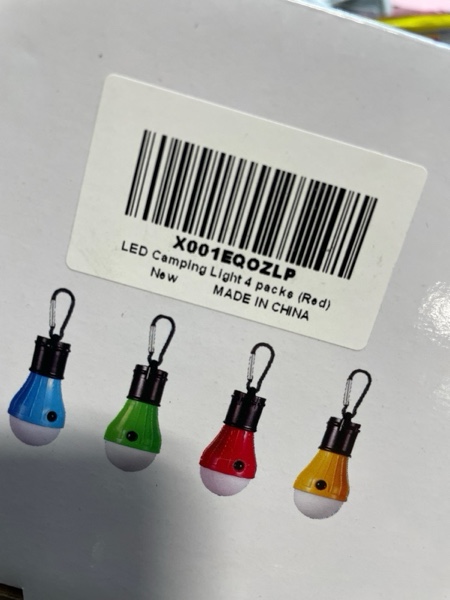 X001EQOZLP
LED Camping Light 4 packs (Red)
New
MADE IN CHINA